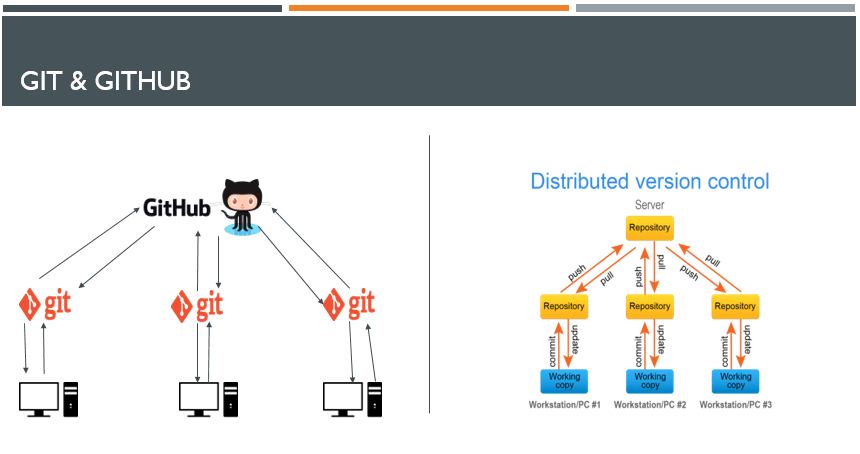 GIT & GITHUB
GitHub
git
git
git
Distributed version control
Server
Repository
push
pull
push
pull
push
pull
Repository
Repository
Repository
commit
update
commit
update
commit
update
Working
copy
Working
copy
Working
copy
Workstation/PC #1
Workstation/PC #2
Workstation/PC #3